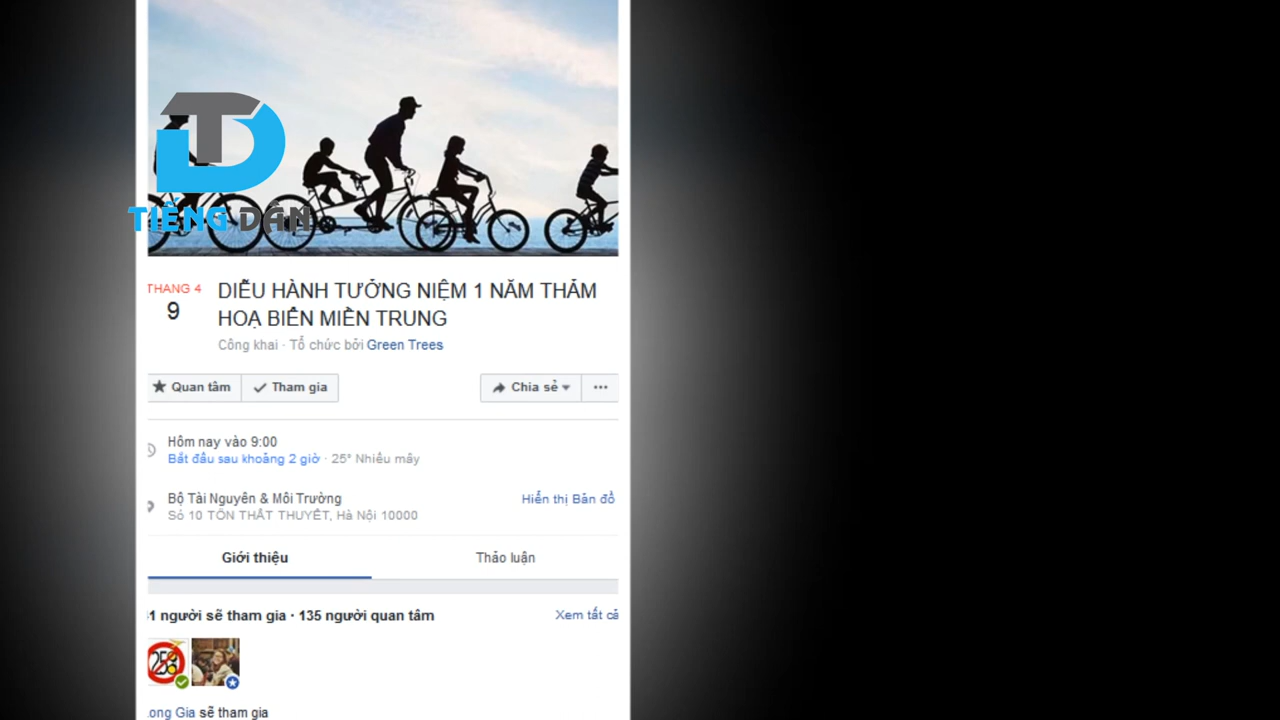 TIẾNG DÂN
THANG 4
9
DIỄU HÀNH TƯỞNG NIỆM 1 NĂM THẢM
HOẠ BIỂN MIỀN TRUNG
Công khai · Tổ chức bởi Green Trees
Quan tâm
Tham gia
Chia sẻ
Hôm nay vào 9:00
Bắt đầu sau khoảng 2 giờ · 25° Nhiều mây
Bộ Tài Nguyên & Môi Trường
Hiển thị Bản đồ
Số 10 TÔN THẤT THUYẾT, Hà Nội 10000
Giới thiệu
Thảo luận
1 người sẽ tham gia · 135 người quan tâm
Xem tất cả
258
ong Gia sẽ tham gia